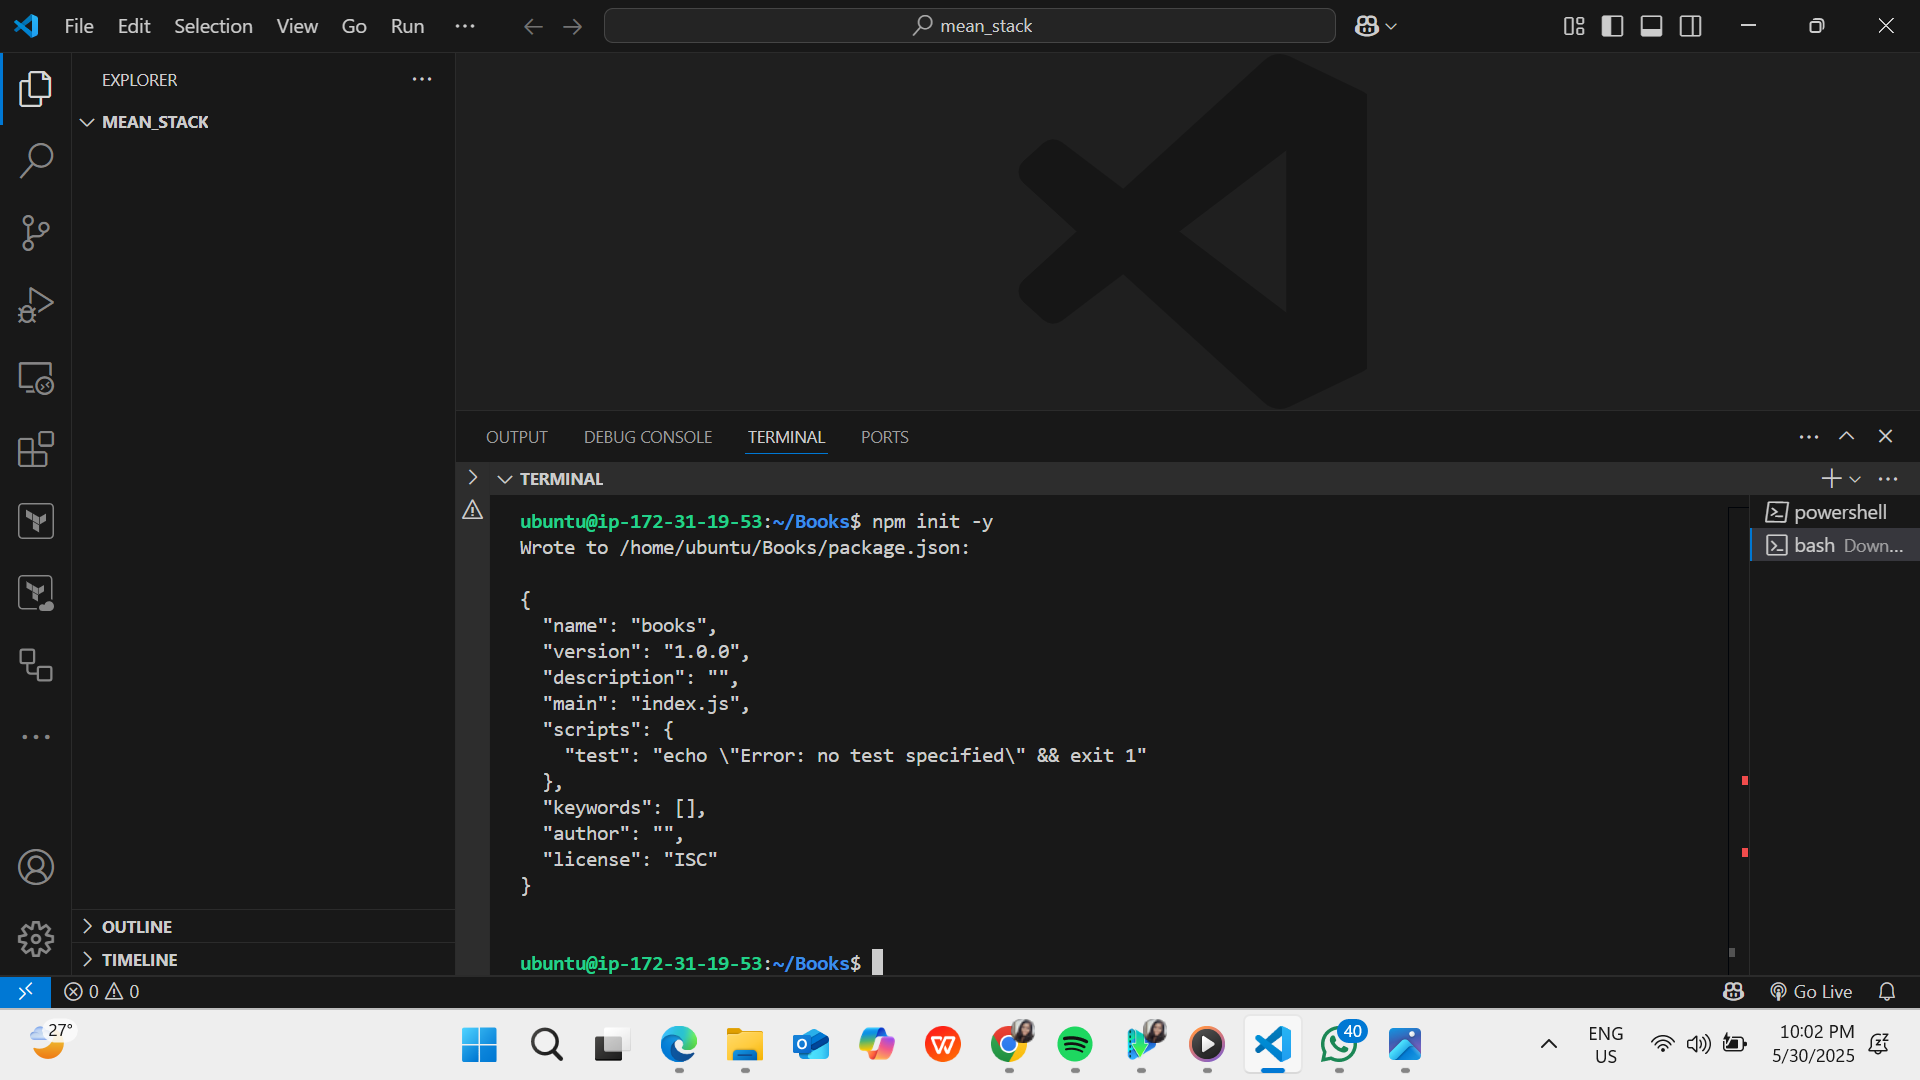 File Edit Selection View Go Run ···
mean_stack
EXPLORER
MEAN_STACK
OUTPUT DEBUG CONSOLE TERMINAL PORTS
TERMINAL
powershell
bash Down...
ubuntu@ip-172-31-19-53:~/Books$ npm init -y
Wrote to /home/ubuntu/Books/package.json:
{
"name": "books",
"version": "1.0.0",
"description": "",
"main": "index.js",
"scripts": {
"test": "echo \"Error: no test specified\" && exit 1"
},
"keywords": [],
"author": "",
"license": "ISC"
}
ubuntu@ip-172-31-19-53:~/Books$
OUTLINE
TIMELINE
0 0
Go Live
27°
40
ENG
US
10:02 PM
5/30/2025